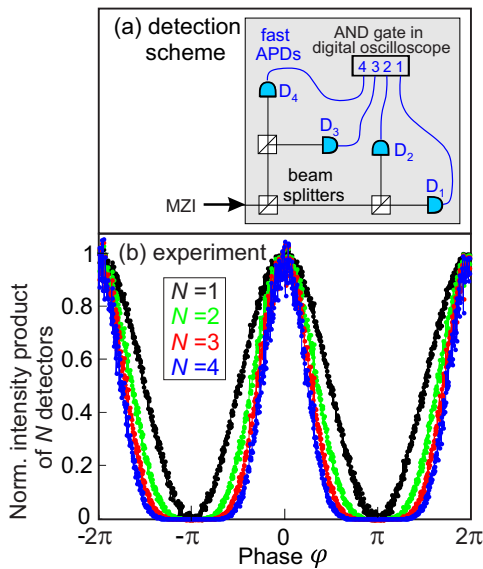 (a) detection
scheme
fast
APDs
AND gate in
digital oscilloscope
4 3 2 1
D4
D3
D2
D1
beam
splitters
MZI
(b) experiment
N =1
N =2
N =3
N =4
Norm. intensity product
of N detectors
1
0.8
0.6
0.4
0.2
0
-2π
-π
0
π
2π
Phase φ